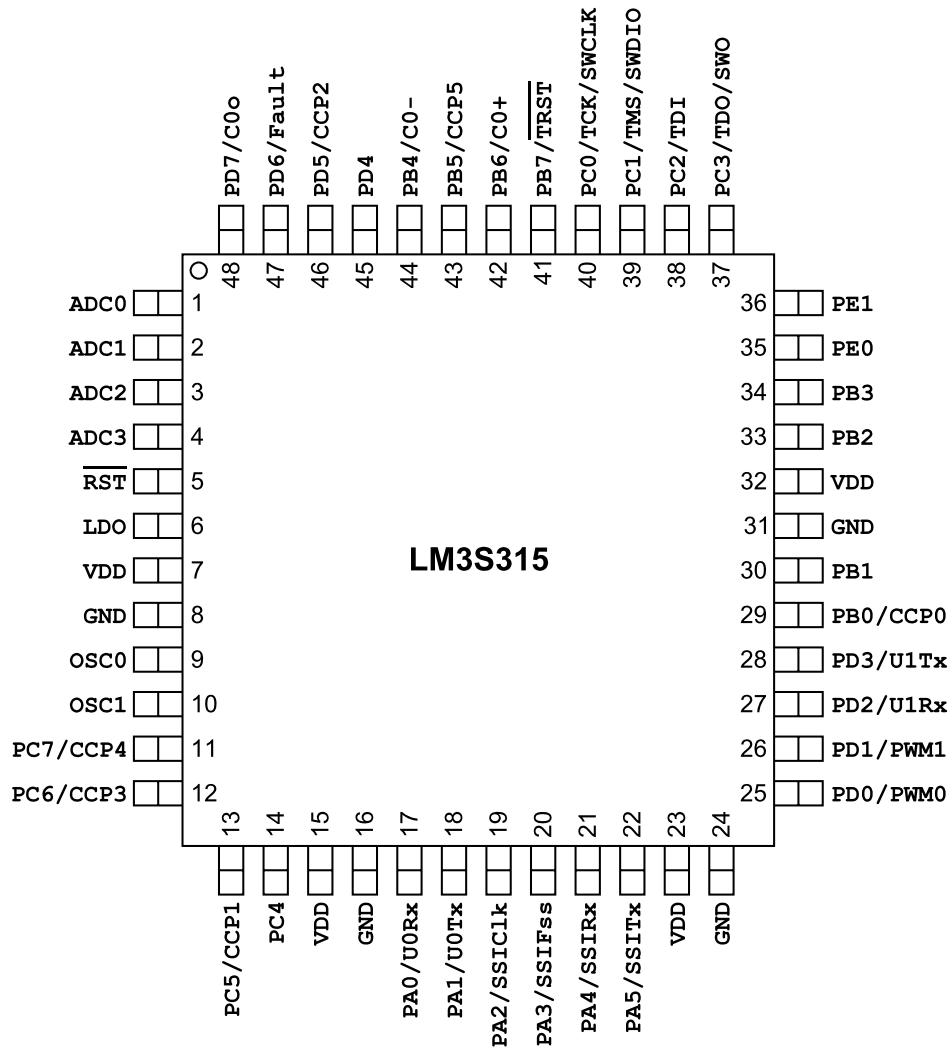 PD7/C0o
PD6/Fault
PD5/CCP2
PD4
PB4/C0-
PB5/CCP5
PB6/C0+
PB7/TRST
PC0/TCK/SWCLK
PC1/TMS/SWDIO
PC2/TDI
PC3/TDO/SWO
48
47
46
45
44
43
42
41
40
39
38
37
ADC0 1
ADC1 2
ADC2 3
ADC3 4
RST 5
LDO 6
VDD 7
GND 8
OSC0 9
OSC1 10
PC7/CCP4 11
PC6/CCP3 12
LM3S315
36 PE1
35 PE0
34 PB3
33 PB2
32 VDD
31 GND
30 PB1
29 PB0/CCP0
28 PD3/U1Tx
27 PD2/U1Rx
26 PD1/PWM1
25 PD0/PWM0
13
14
15
16
17
18
19
20
21
22
23
24
PC5/CCP1
PC4
VDD
GND
PA0/U0Rx
PA1/U0Tx
PA2/SSIClk
PA3/SSIFss
PA4/SSIRx
PA5/SSITx
VDD
GND